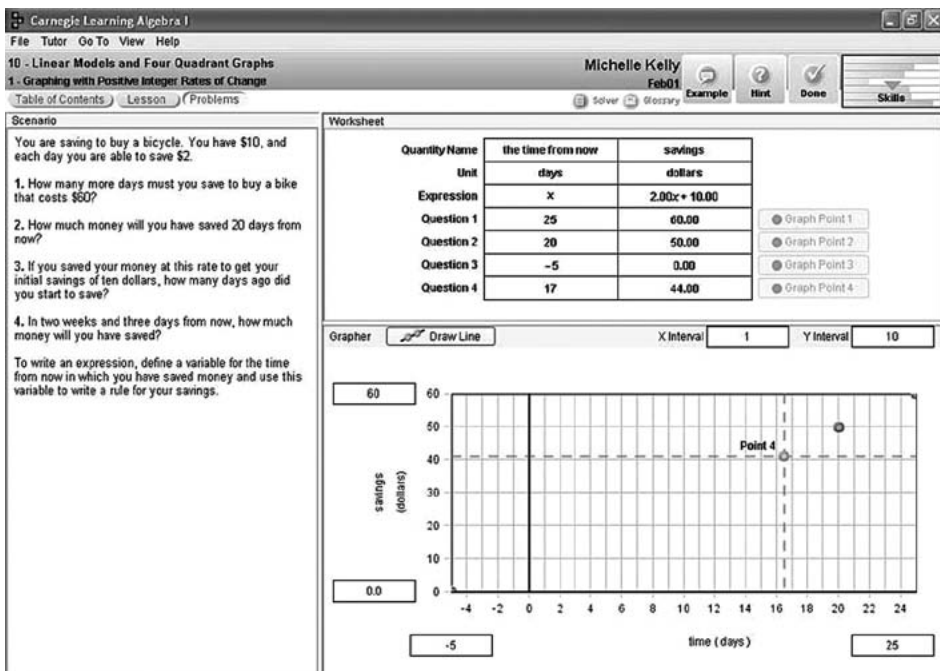 Carnegie Learning Algebra I
File Tutor Go To View Help
10 - Linear Models and Four Quadrant Graphs
1 - Graphing with Positive Integer Rates of Change
Michelle Kelly
Feb01
Example
Hint
Done
Skills
Table of Contents Lesson Problems
Solver Glossary
Scenario
You are saving to buy a bicycle. You have $10, and
each day you are able to save $2.
1. How many more days must you save to buy a bike
that costs $60?
2. How much money will you have saved 20 days from
now?
3. If you saved your money at this rate to get your
initial savings of ten dollars, how many days ago did
you start to save?
4. In two weeks and three days from now, how much
money will you have saved?
To write an expression, define a variable for the time
from now in which you have saved money and use this
variable to write a rule for your savings.
Worksheet
Quantity Name the time from now savings
Unit days dollars
Expression x 2.00x + 10.00
Question 1 25 60.00 Graph Point 1
Question 2 20 50.00 Graph Point 2
Question 3 -5 0.00 Graph Point 3
Question 4 17 44.00 Graph Point 4
Grapher Draw Line X Interval 1 Y Interval 10
60
60
50
40
30
20
10
0
savings
(dollars)
Point 4
0.0
-4 -2 0 2 4 6 8 10 12 14 16 18 20 22 24
-5
time (days)
25